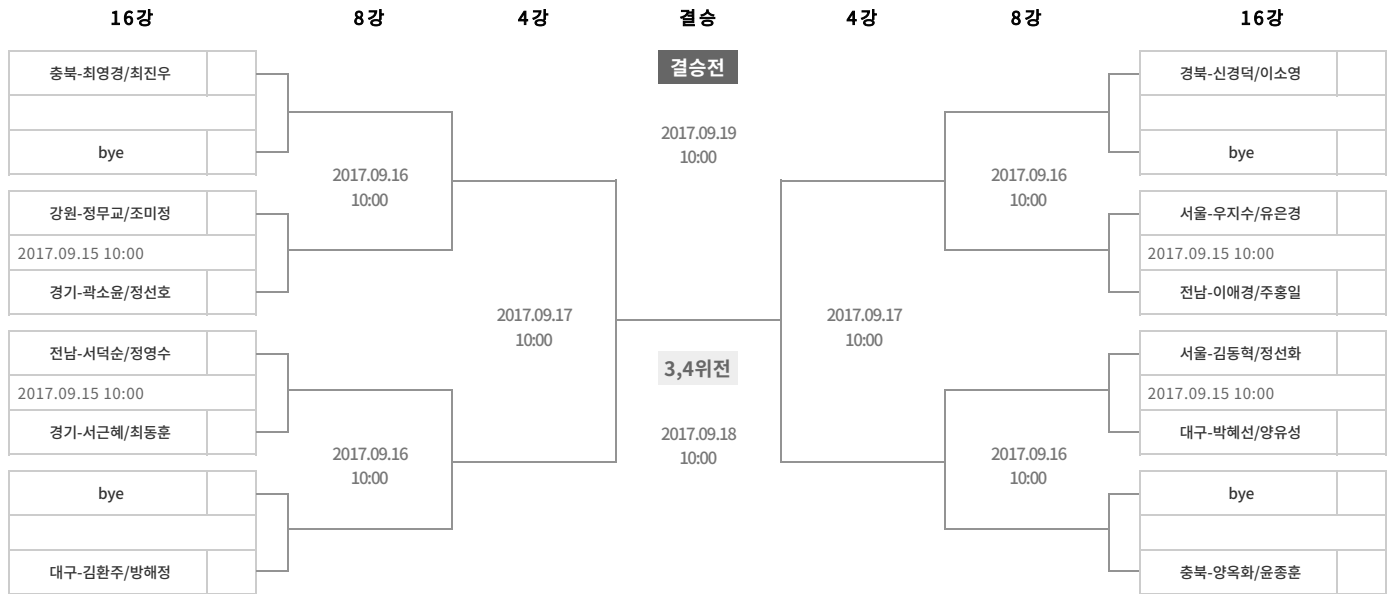 16강
8강
4강
결승
4강
8강
16강
충북-최영경/최진우
bye
강원-정무교/조미정
2017.09.15 10:00
경기-곽소윤/정선호
전남-서덕순/정영수
2017.09.15 10:00
경기-서근혜/최동훈
bye
대구-김환주/방해정
2017.09.16
10:00
2017.09.16
10:00
2017.09.17
10:00
결승전
2017.09.19
10:00
3,4위전
2017.09.18
10:00
2017.09.17
10:00
2017.09.16
10:00
2017.09.16
10:00
경북-신경덕/이소영
bye
서울-우지수/유은경
2017.09.15 10:00
전남-이애경/주홍일
서울-김동혁/정선화
2017.09.15 10:00
대구-박혜선/양유성
bye
충북-양옥화/윤종훈